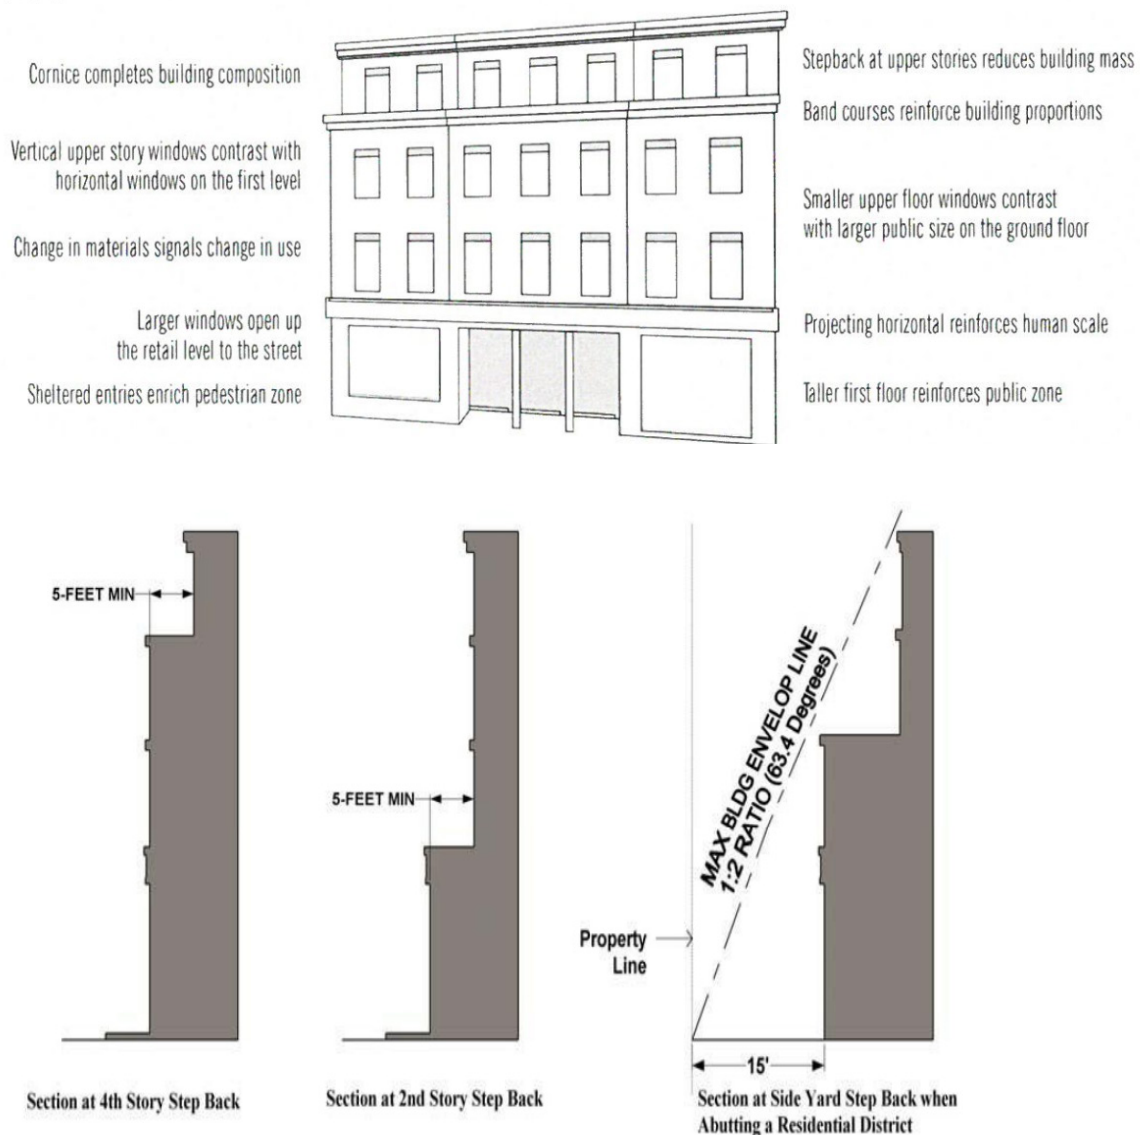 Cornice completes building composition
Vertical upper story windows contrast with
horizontal windows on the first level
Change in materials signals change in use
Larger windows open up
the retail level to the street
Sheltered entries enrich pedestrian zone
Stepback at upper stories reduces building mass
Band courses reinforce building proportions
Smaller upper floor windows contrast
with larger public size on the ground floor
Projecting horizontal reinforces human scale
Taller first floor reinforces public zone
5-FEET MIN
Section at 4th Story Step Back
5-FEET MIN
Section at 2nd Story Step Back
MAX BLDG ENVELOP LINE
1:2 RATIO (63.4 Degrees)
Property
Line
15'
Section at Side Yard Step Back when
Abutting a Residential District